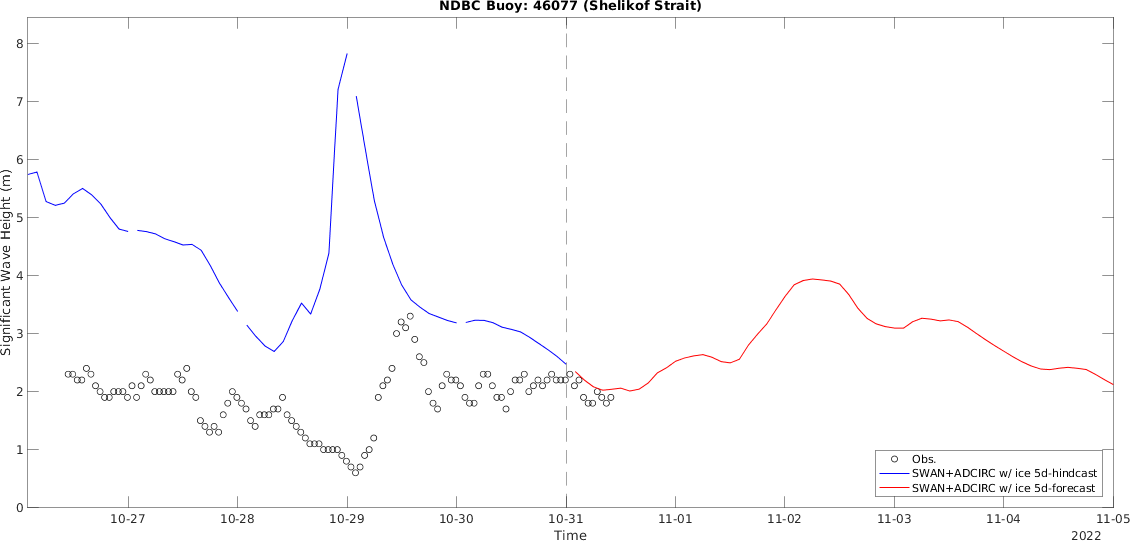 NDBC Buoy: 46077 (Shelikof Strait)
Significant Wave Height (m)
8
7
6
5
4
3
2
1
0
Obs.
SWAN+ADCIRC w/ ice 5d-hindcast
SWAN+ADCIRC w/ ice 5d-forecast
10-27 10-28 10-29 10-30 10-31 11-01 11-02 11-03 11-04 11-05
Time
2022